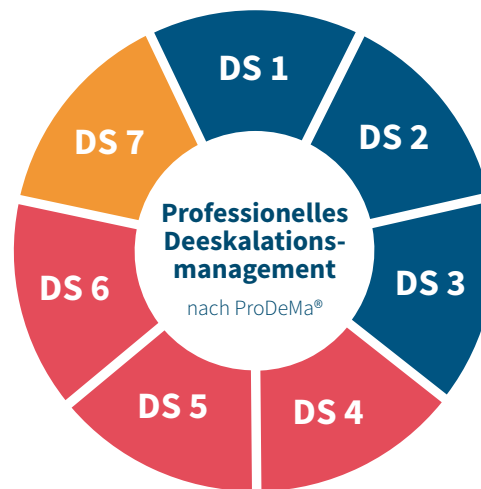 DS 1
DS 2
DS 3
DS 4
DS 5
DS 6
DS 7
Professionelles
Deeskalations-
management
nach ProDeMa®